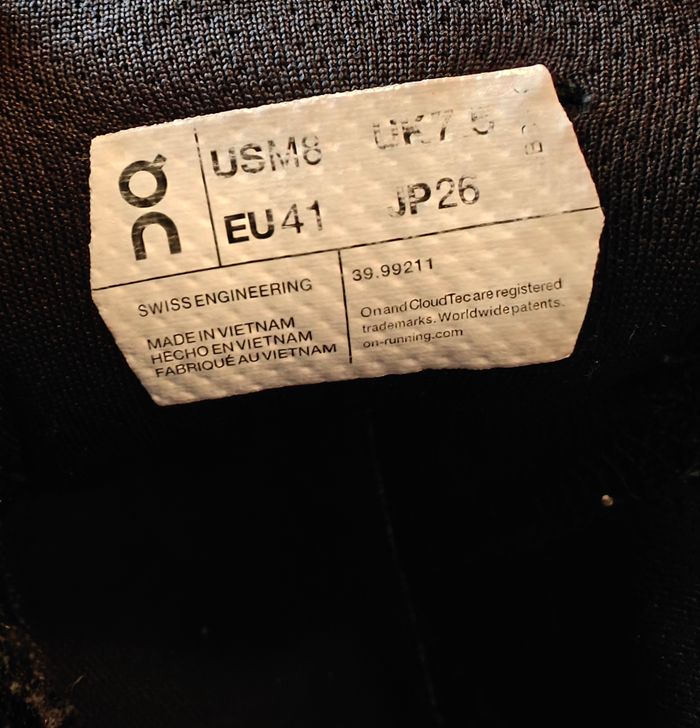 On
USM8 UK7.5
EU41 JP26
SWISS ENGINEERING
MADE IN VIETNAM
HECHO EN VIETNAM
FABRIQUÉ AU VIETNAM
39.99211
On and CloudTec are registered
trademarks. Worldwide patents.
on-running.com